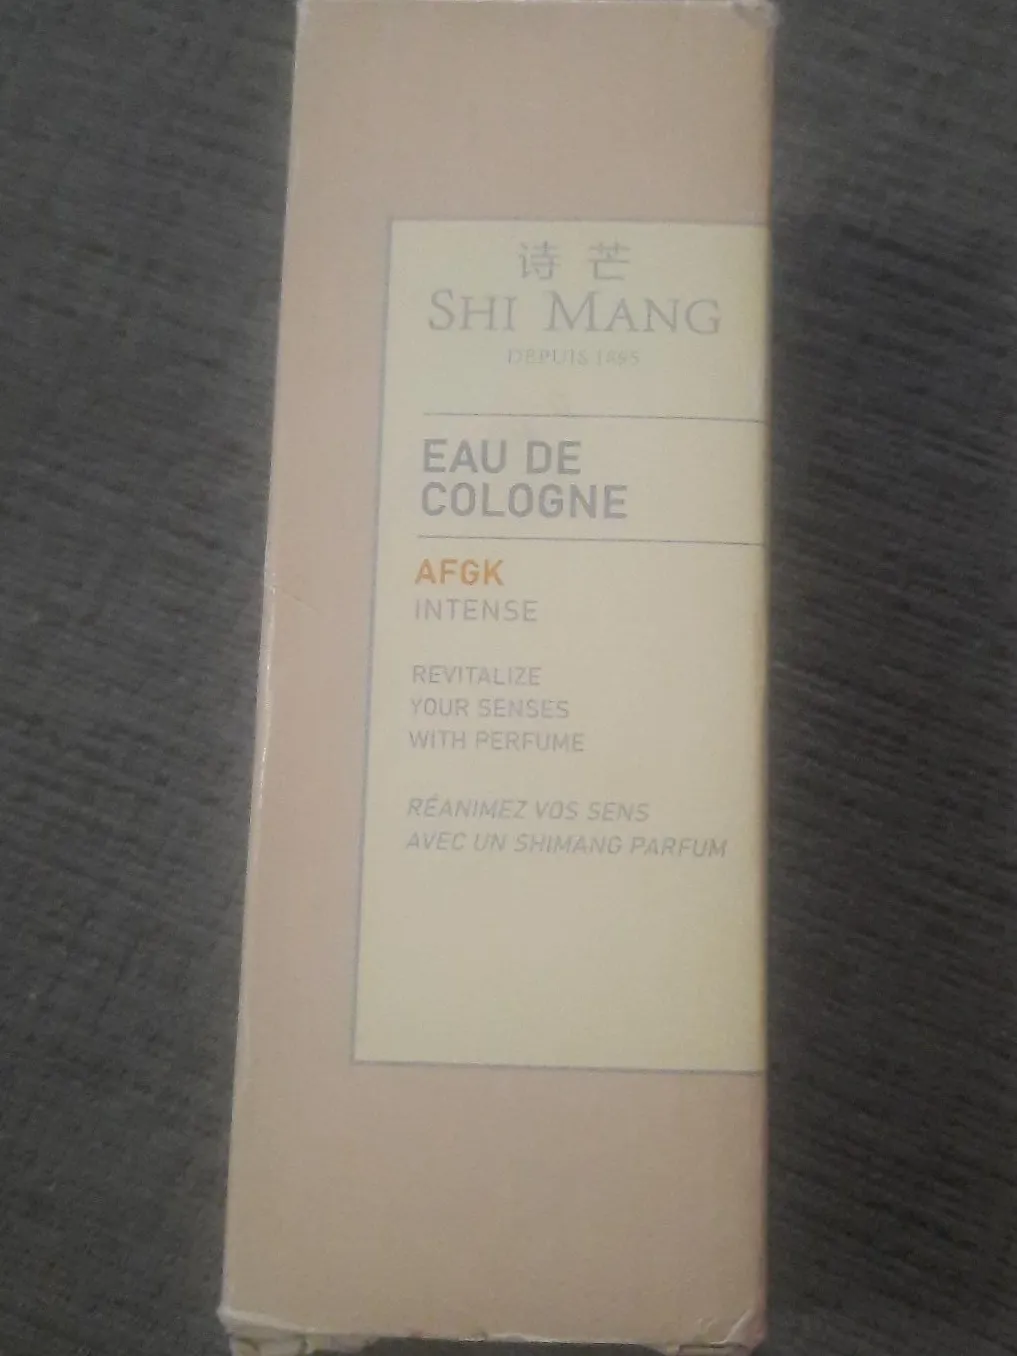 诗芒
SHI MANG
DEPUIS 1885
EAU DE
COLOGNE
AFGK
INTENSE
REVITALIZE
YOUR SENSES
WITH PERFUME
RÉANIMEZ VOS SENS
AVEC UN SHIMANG PARFUM